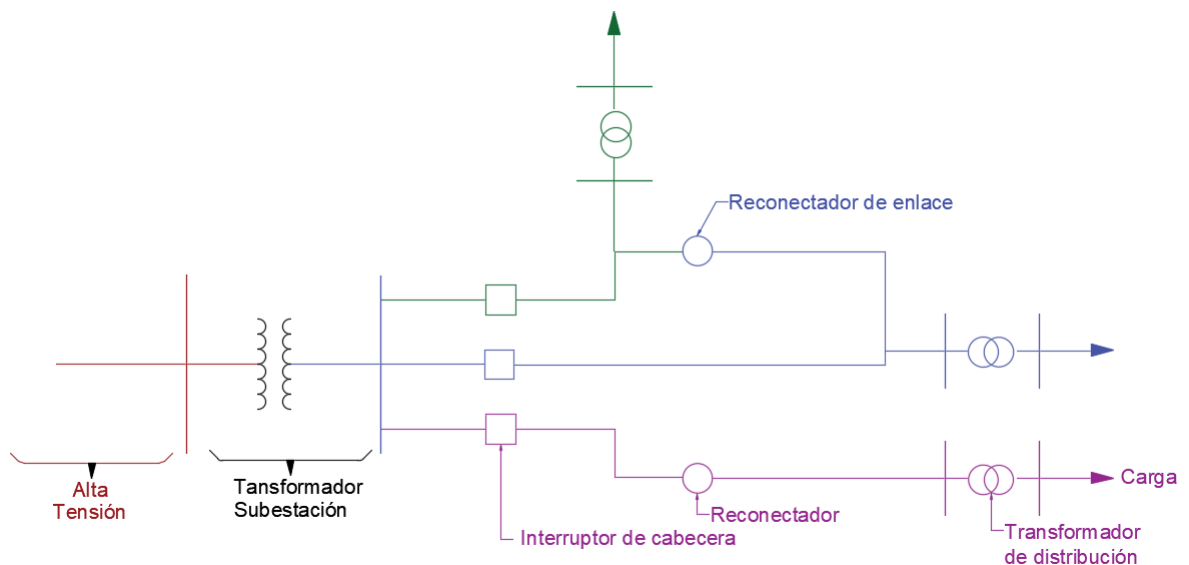 Reconectador de enlace
Alta
Tensión
Tansformador
Subestación
Carga
Reconectador
Interruptor de cabecera
Transformador
de distribución